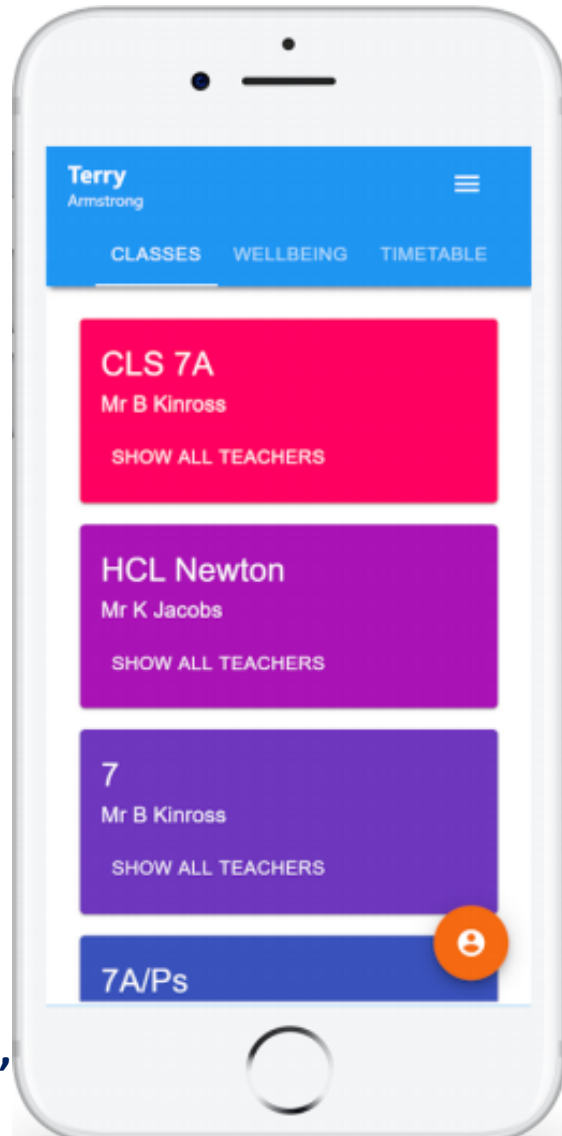 Terry
Armstrong
CLASSES WELLBEING TIMETABLE
CLS 7A
Mr B Kinross
SHOW ALL TEACHERS
HCL Newton
Mr K Jacobs
SHOW ALL TEACHERS
7
Mr B Kinross
SHOW ALL TEACHERS
7A/Ps
,